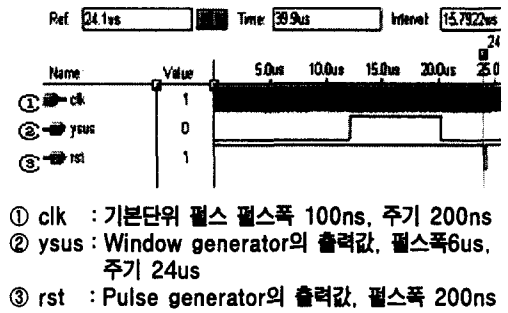 Ref: 24.1us Time: 39.9us Interval: 15.7922us
24
Name: Value: 5.0us 10.0us 15.0us 20.0us 25.0
① clk 1
② ysus 0
③ rst 1
① clk : 기본단위 펄스 펄스폭 100ns, 주기 200ns
② ysus : Window generator의 출력값, 펄스폭6us,
주기 24us
③ rst : Pulse generator의 출력값, 펄스폭 200ns